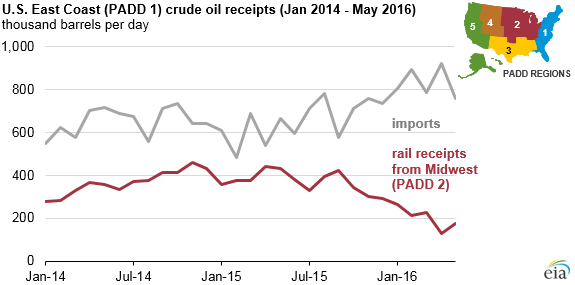 U.S. East Coast (PADD 1) crude oil receipts (Jan 2014 - May 2016)
thousand barrels per day
1,000
800
600
400
200
0
Jan-14
Jul-14
Jan-15
Jul-15
Jan-16
imports
rail receipts
from Midwest
(PADD 2)
5
4
2
1
3
PADD REGIONS
eia